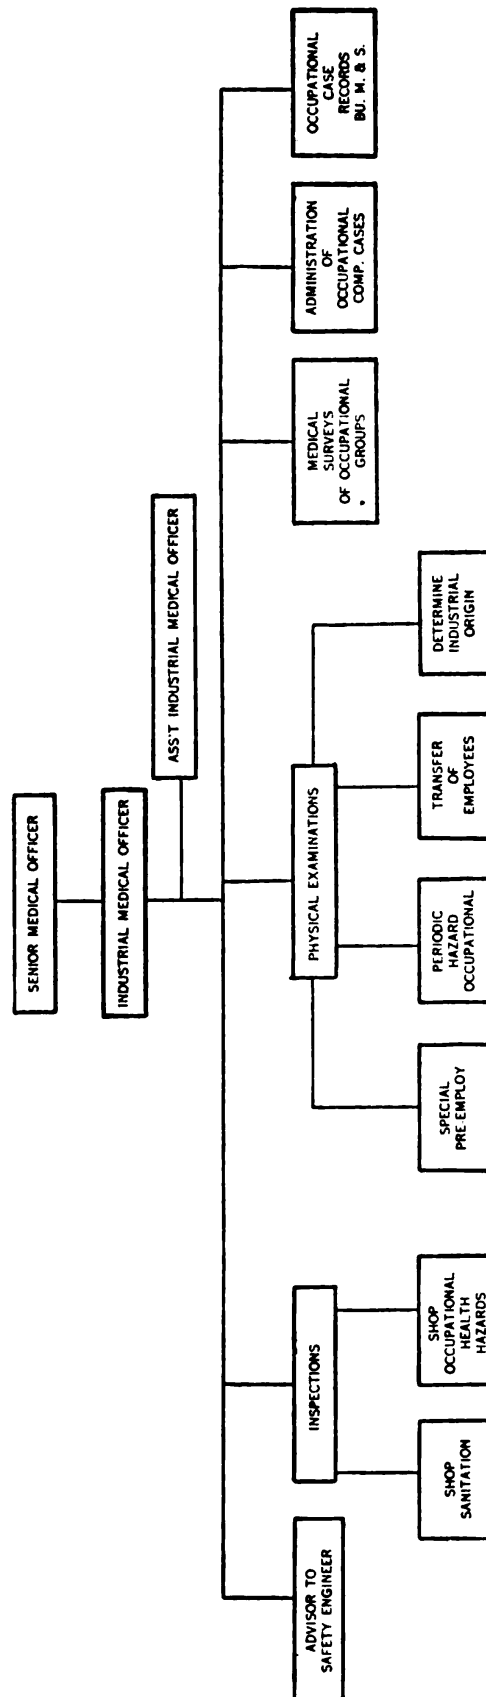 SENIOR MEDICAL OFFICER
INDUSTRIAL MEDICAL OFFICER
ASS'T INDUSTRIAL MEDICAL OFFICER
ADVISOR TO
SAFETY ENGINEER
INSPECTIONS
PHYSICAL EXAMINATIONS
MEDICAL
SURVEYS
OF OCCUPATIONAL
GROUPS
ADMINISTRATION
OF
OCCUPATIONAL
COMP. CASES
OCCUPATIONAL
CASE
RECORDS
BU. M. & S.
SHOP
SANITATION
SHOP
OCCUPATIONAL
HEALTH
HAZARDS
SPECIAL
PRE-EMPLOY
PERIODIC
HAZARD
OCCUPATIONAL
TRANSFER
OF
EMPLOYEES
DETERMINE
INDUSTRIAL
ORIGIN